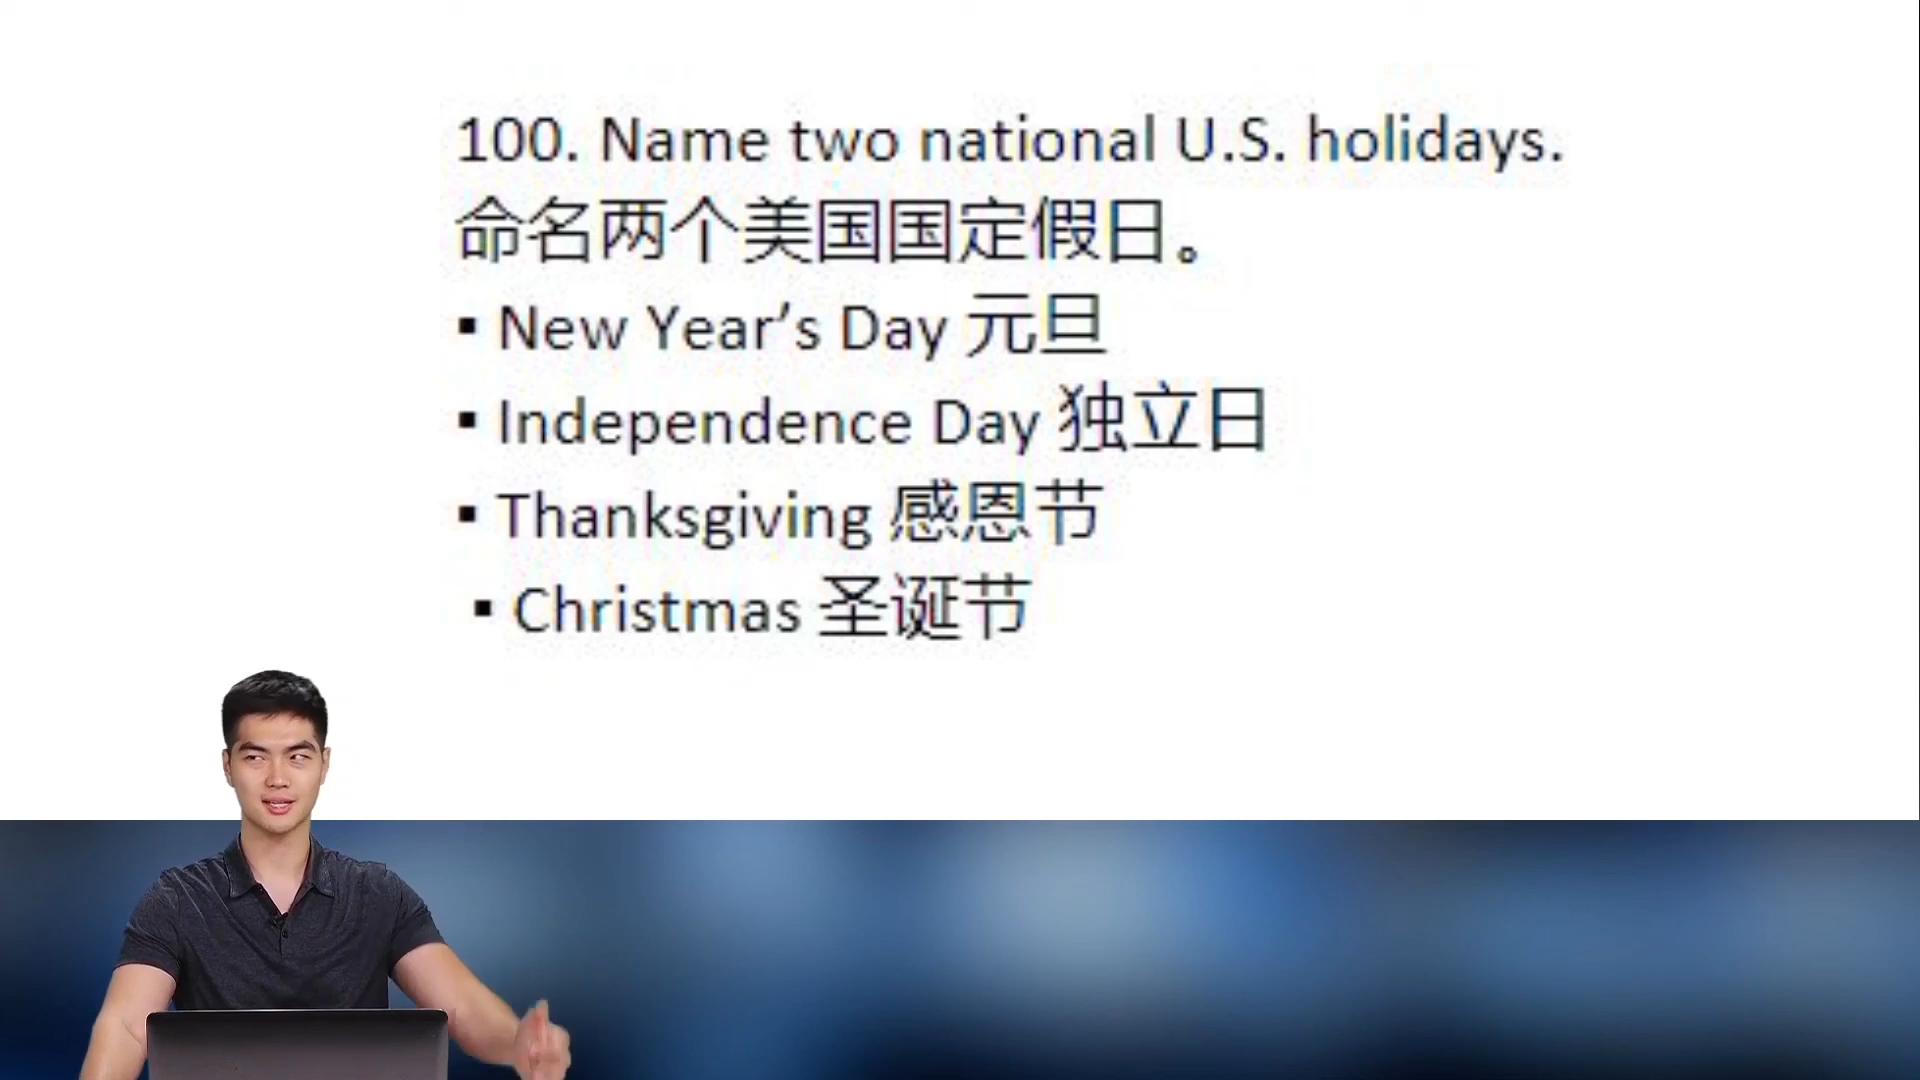 100. Name two national U.S. holidays.
命名两个美国国定假日。
▪ New Year’s Day 元旦
▪ Independence Day 独立日
▪ Thanksgiving 感恩节
▪ Christmas 圣诞节